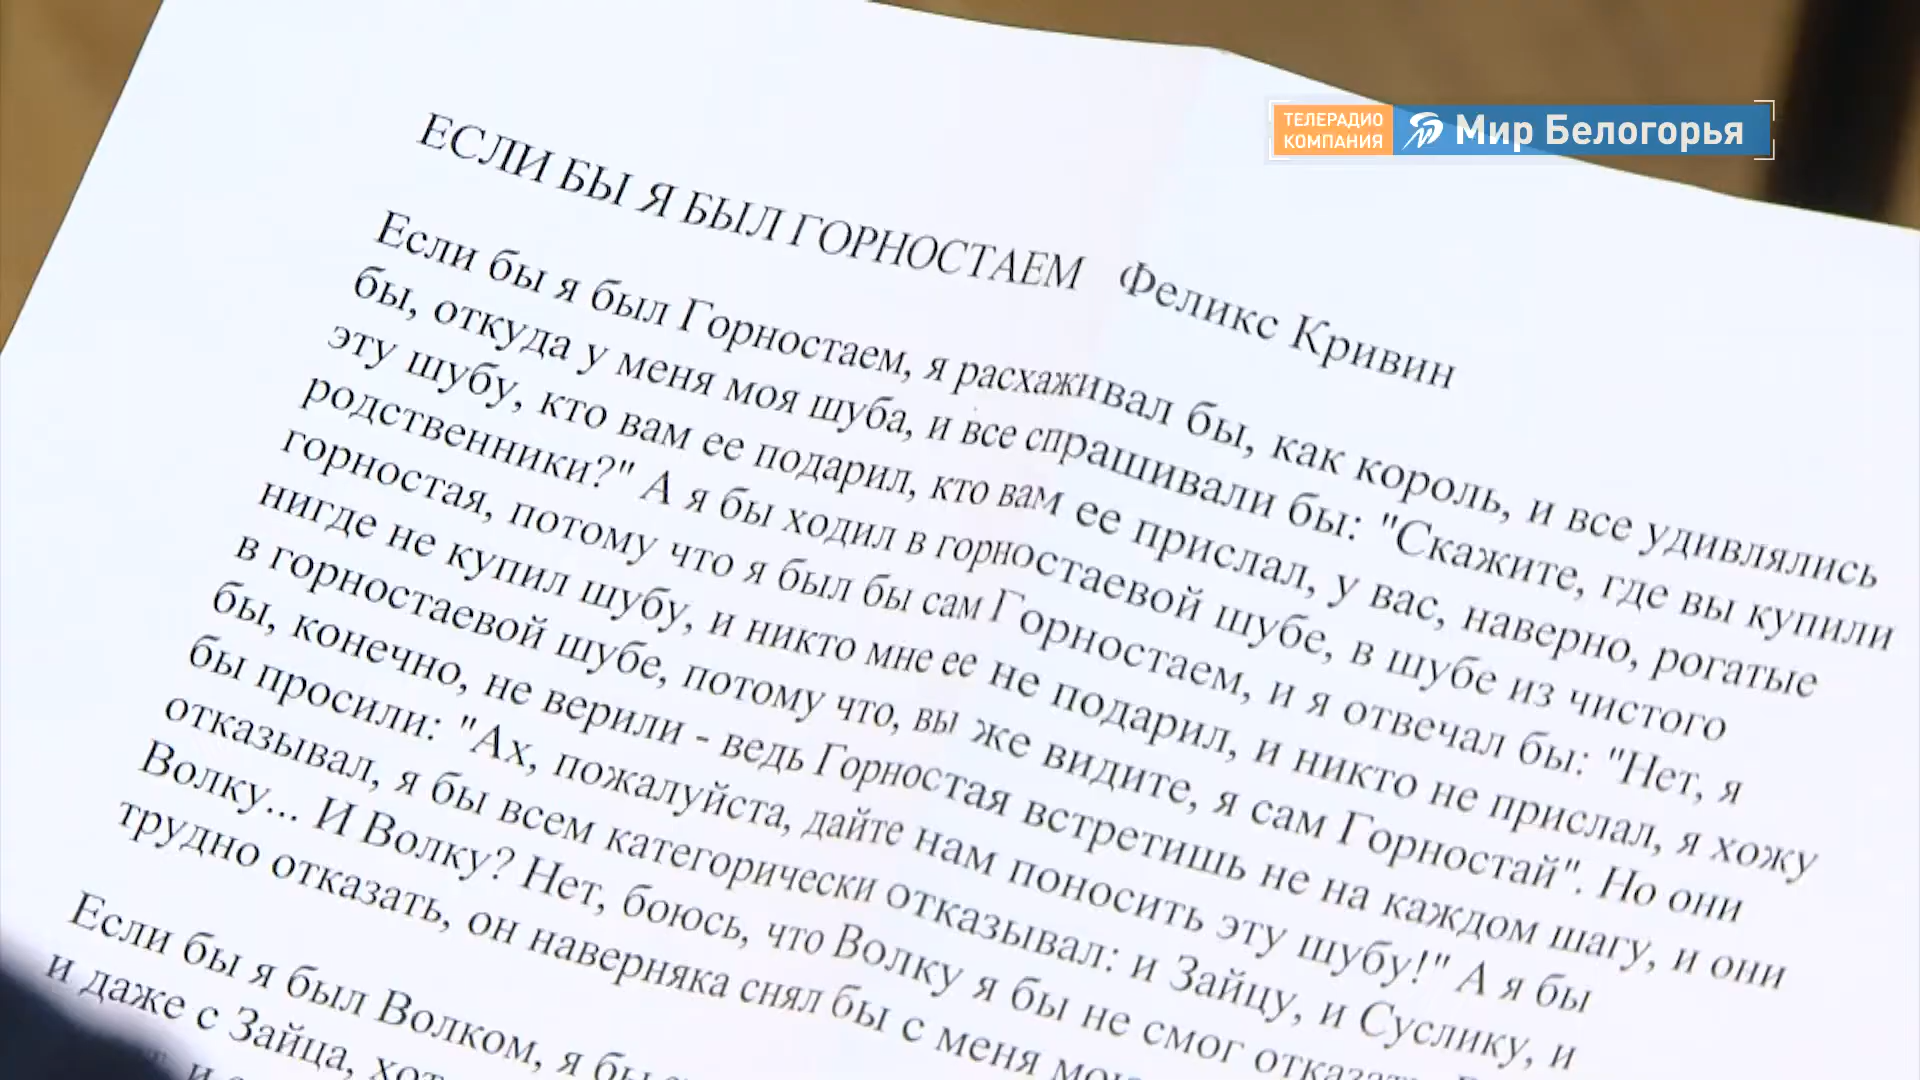 ТЕЛЕРАДИО
КОМПАНИЯ
Мир Белогорья
ЕСЛИ БЫ Я БЫЛ ГОРНОСТАЕМ Феликс Кривин
Если бы я был Горностаем, я расхаживал бы, как король, и все удивлялись
бы, откуда у меня моя шуба, и все спрашивали бы: "Скажите, где вы купили
эту шубу, кто вам ее подарил, кто вам ее прислал, у вас, наверно, рогатые
родственники?" А я бы ходил в горностаевой шубе, в шубе из чистого
горностая, потому что я был бы сам Горностаем, и я отвечал бы: "Нет, я
нигде не купил шубу, и никто мне ее не подарил, и никто не прислал, я хожу
в горностаевой шубе, потому что, вы же видите, я сам Горностай". Но они
бы, конечно, не верили - ведь Горностая встретишь не на каждом шагу, и они
бы просили: "Ах, пожалуйста, дайте нам поносить эту шубу!" А я бы
отказывал, я бы всем категорически отказывал: и Зайцу, и Суслику, и
Волку... И Волку? Нет, боюсь, что Волку я бы не смог
трудно отказать, он наверняка снял бы с меня
Если бы я был Волком, я бы
и даже с Зайца,